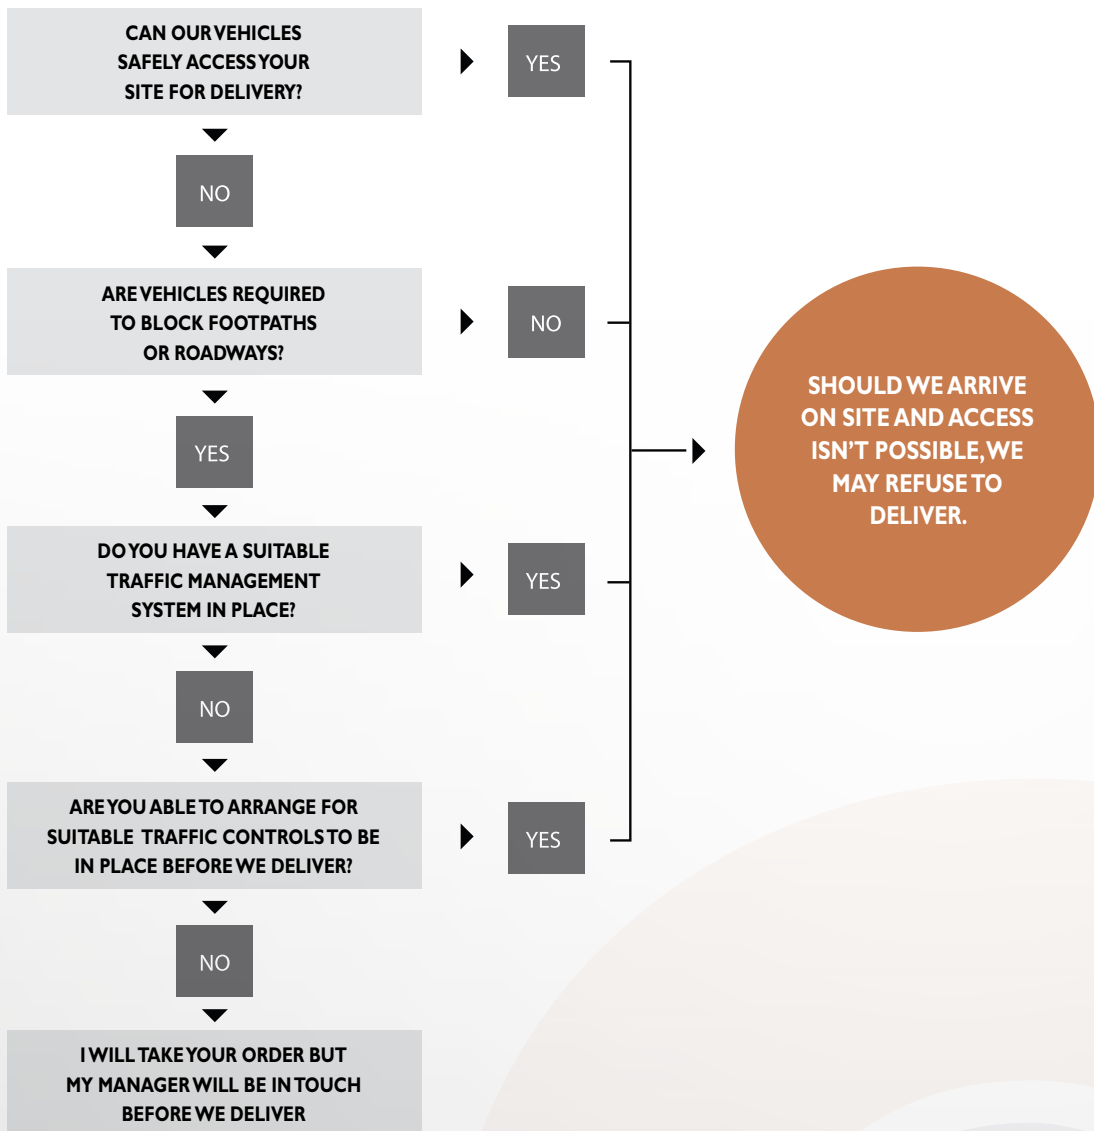 CAN OUR VEHICLES
SAFELY ACCESS YOUR
SITE FOR DELIVERY?
YES
NO
ARE VEHICLES REQUIRED
TO BLOCK FOOTPATHS
OR ROADWAYS?
NO
YES
DO YOU HAVE A SUITABLE
TRAFFIC MANAGEMENT
SYSTEM IN PLACE?
YES
NO
ARE YOU ABLE TO ARRANGE FOR
SUITABLE TRAFFIC CONTROLS TO BE
IN PLACE BEFORE WE DELIVER?
YES
NO
I WILL TAKE YOUR ORDER BUT
MY MANAGER WILL BE IN TOUCH
BEFORE WE DELIVER
SHOULD WE ARRIVE
ON SITE AND ACCESS
ISN'T POSSIBLE, WE
MAY REFUSE TO
DELIVER.